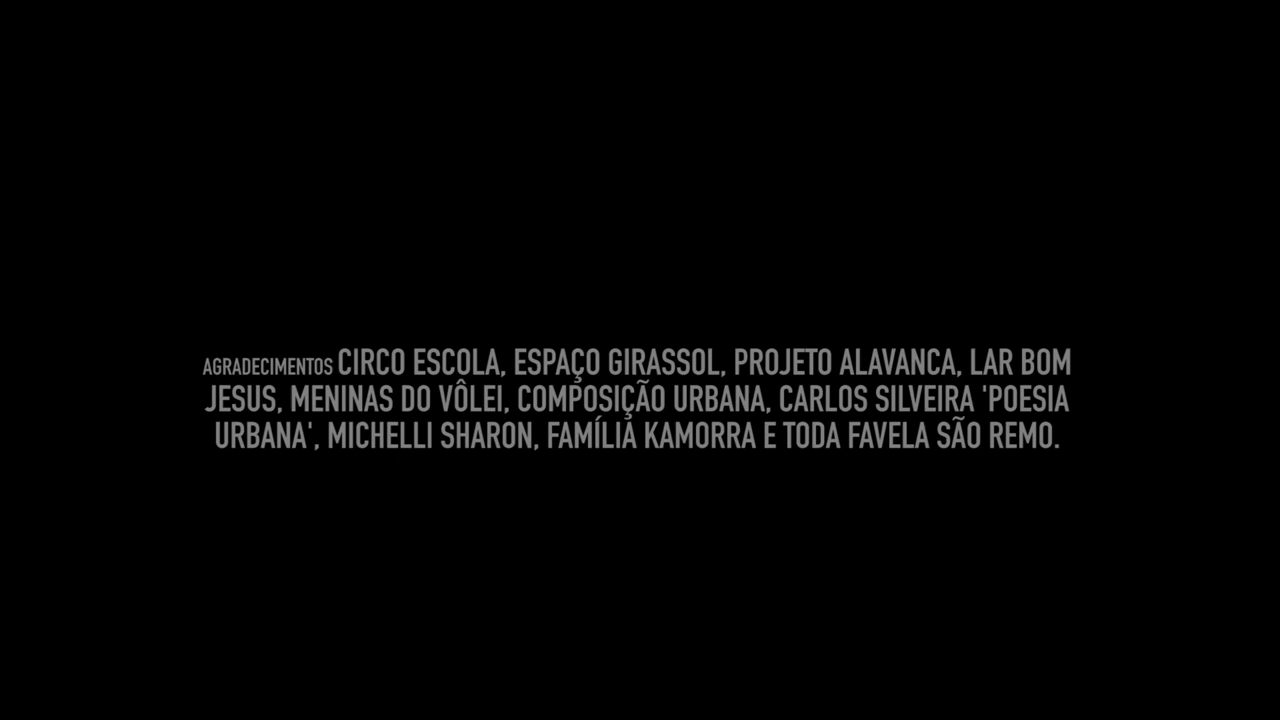 AGRADECIMENTOS CIRCO ESCOLA, ESPAÇO GIRASSOL, PROJETO ALAVANCA, LAR BOM
JESUS, MENINAS DO VÔLEI, COMPOSIÇÃO URBANA, CARLOS SILVEIRA 'POESIA
URBANA', MICHELLI SHARON, FAMÍLIA KAMORRA E TODA FAVELA SÃO REMO.